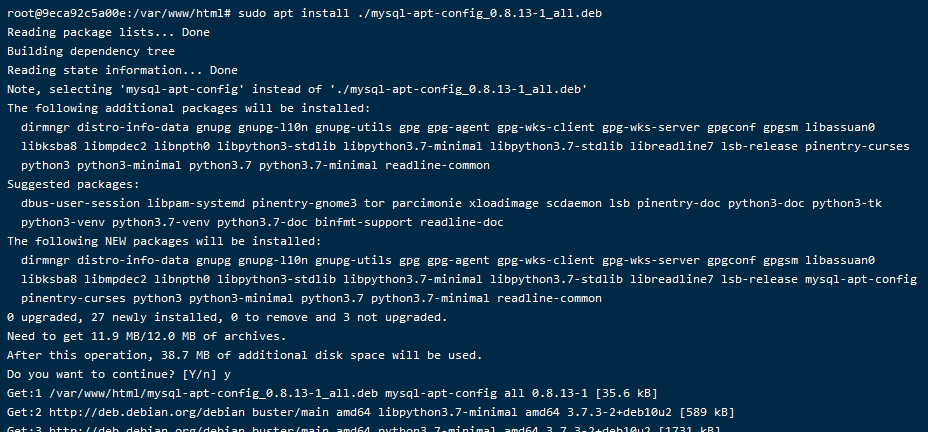 root@9eca92c5a00e:/var/www/html# sudo apt install ./mysql-apt-config_0.8.13-1_all.deb
Reading package lists... Done
Building dependency tree
Reading state information... Done
Note, selecting 'mysql-apt-config' instead of './mysql-apt-config_0.8.13-1_all.deb'
The following additional packages will be installed:
  dirmngr distro-info-data gnupg gnupg-l10n gnupg-utils gpg gpg-agent gpg-wks-client gpg-wks-server gpgconf gpgsm libassuan0
  libksba8 libmpdec2 libnpth0 libpython3-stdlib libpython3.7-minimal libpython3.7-stdlib libreadline7 lsb-release pinentry-curses
  python3 python3-minimal python3.7 python3.7-minimal readline-common
Suggested packages:
  dbus-user-session libpam-systemd pinentry-gnome3 tor parcimonie xloadimage scdaemon lsb pinentry-doc python3-doc python3-tk
  python3-venv python3.7-venv python3.7-doc binfmt-support readline-doc
The following NEW packages will be installed:
  dirmngr distro-info-data gnupg gnupg-l10n gnupg-utils gpg gpg-agent gpg-wks-client gpg-wks-server gpgconf gpgsm libassuan0
  libksba8 libmpdec2 libnpth0 libpython3-stdlib libpython3.7-minimal libpython3.7-stdlib libreadline7 lsb-release mysql-apt-config
  pinentry-curses python3 python3-minimal python3.7 python3.7-minimal readline-common
0 upgraded, 27 newly installed, 0 to remove and 3 not upgraded.
Need to get 11.9 MB/12.0 MB of archives.
After this operation, 38.7 MB of additional disk space will be used.
Do you want to continue? [Y/n] y
Get:1 /var/www/html/mysql-apt-config_0.8.13-1_all.deb mysql-apt-config all 0.8.13-1 [35.6 kB]
Get:2 http://deb.debian.org/debian buster/main amd64 libpython3.7-minimal amd64 3.7.3-2+deb10u2 [589 kB]
Get:3 http://deb.debian.org/debian buster/main amd64 python3.7-minimal amd64 3.7.3-2+deb10u2 [1731 kB]